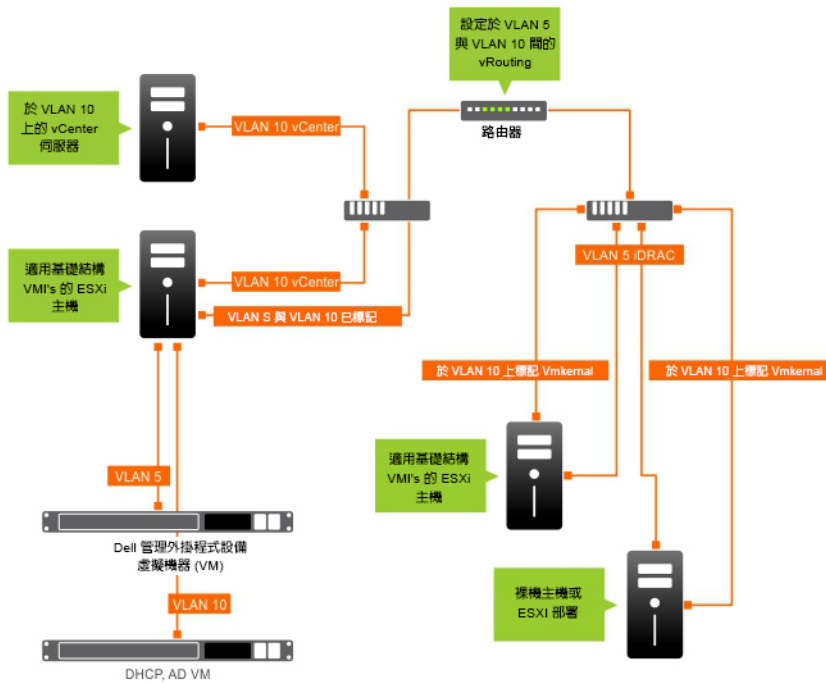 設定於 VLAN 5
與 VLAN 10 間的
vRouting
路由器
於 VLAN 10
上的 vCenter
伺服器
VLAN 10 vCenter
適用基礎結構
VMI's 的 ESXi
主機
VLAN 10 vCenter
VLAN S 與 VLAN 10 巳標記
VLAN 5 iDRAC
於 VLAN 10 上標記 Vmkernal
於 VLAN 10 上標記 Vmkernal
適用基礎結構
VMI's 的 ESXi
主機
VLAN 5
Dell 管理外掛程式設備
虛擬機器 (VM)
VLAN 10
DHCP, AD VM
裸機主機或
ESXI 部署